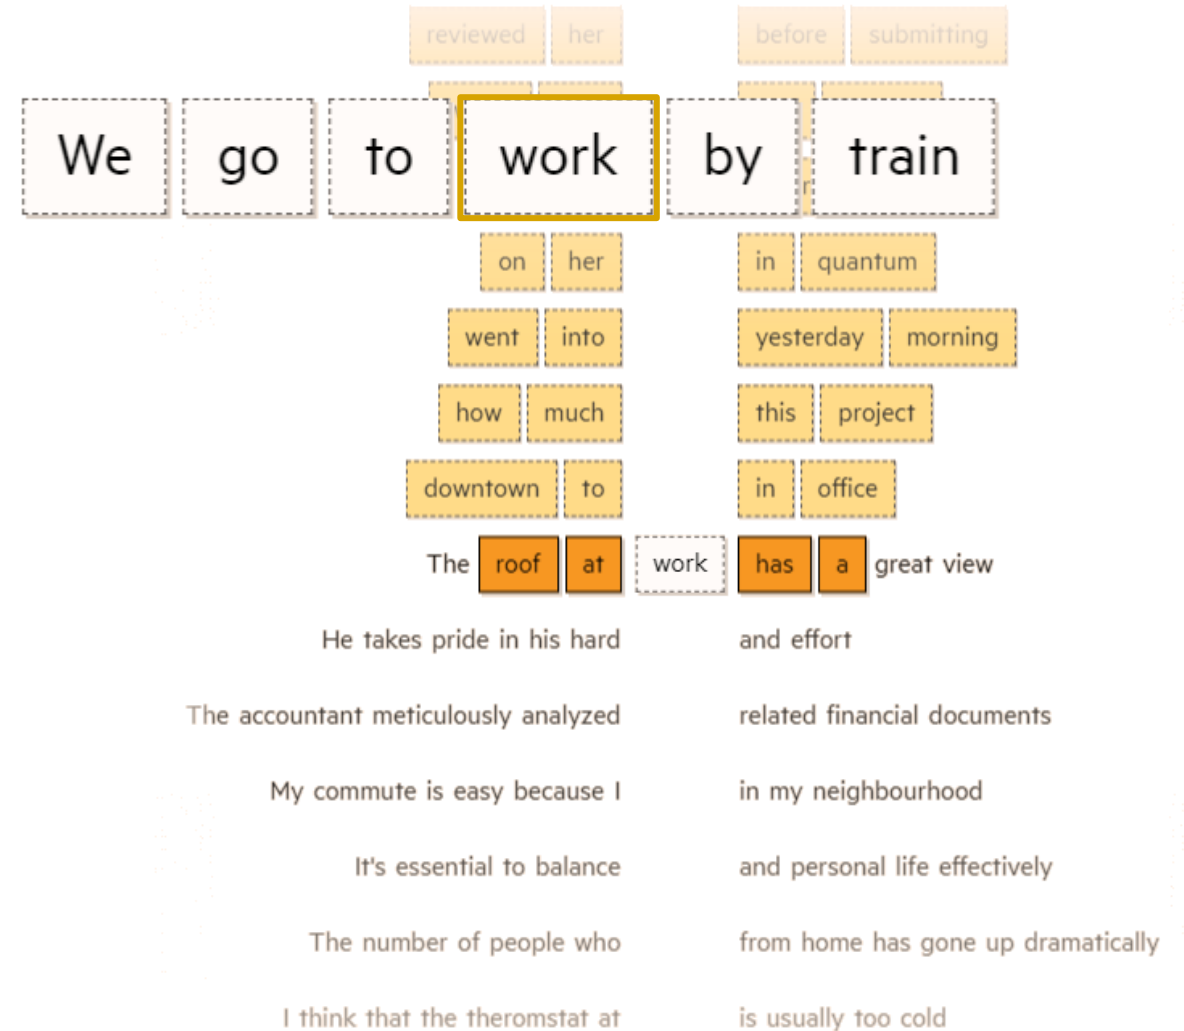 reviewed her before submitting
We go to work by train
on her in quantum
went into yesterday morning
how much this project
downtown to in office
The roof at work has a great view
He takes pride in his hard and effort
The accountant meticulously analyzed related financial documents
My commute is easy because I in my neighbourhood
It's essential to balance and personal life effectively
The number of people who from home has gone up dramatically
I think that the theromstat at is usually too cold